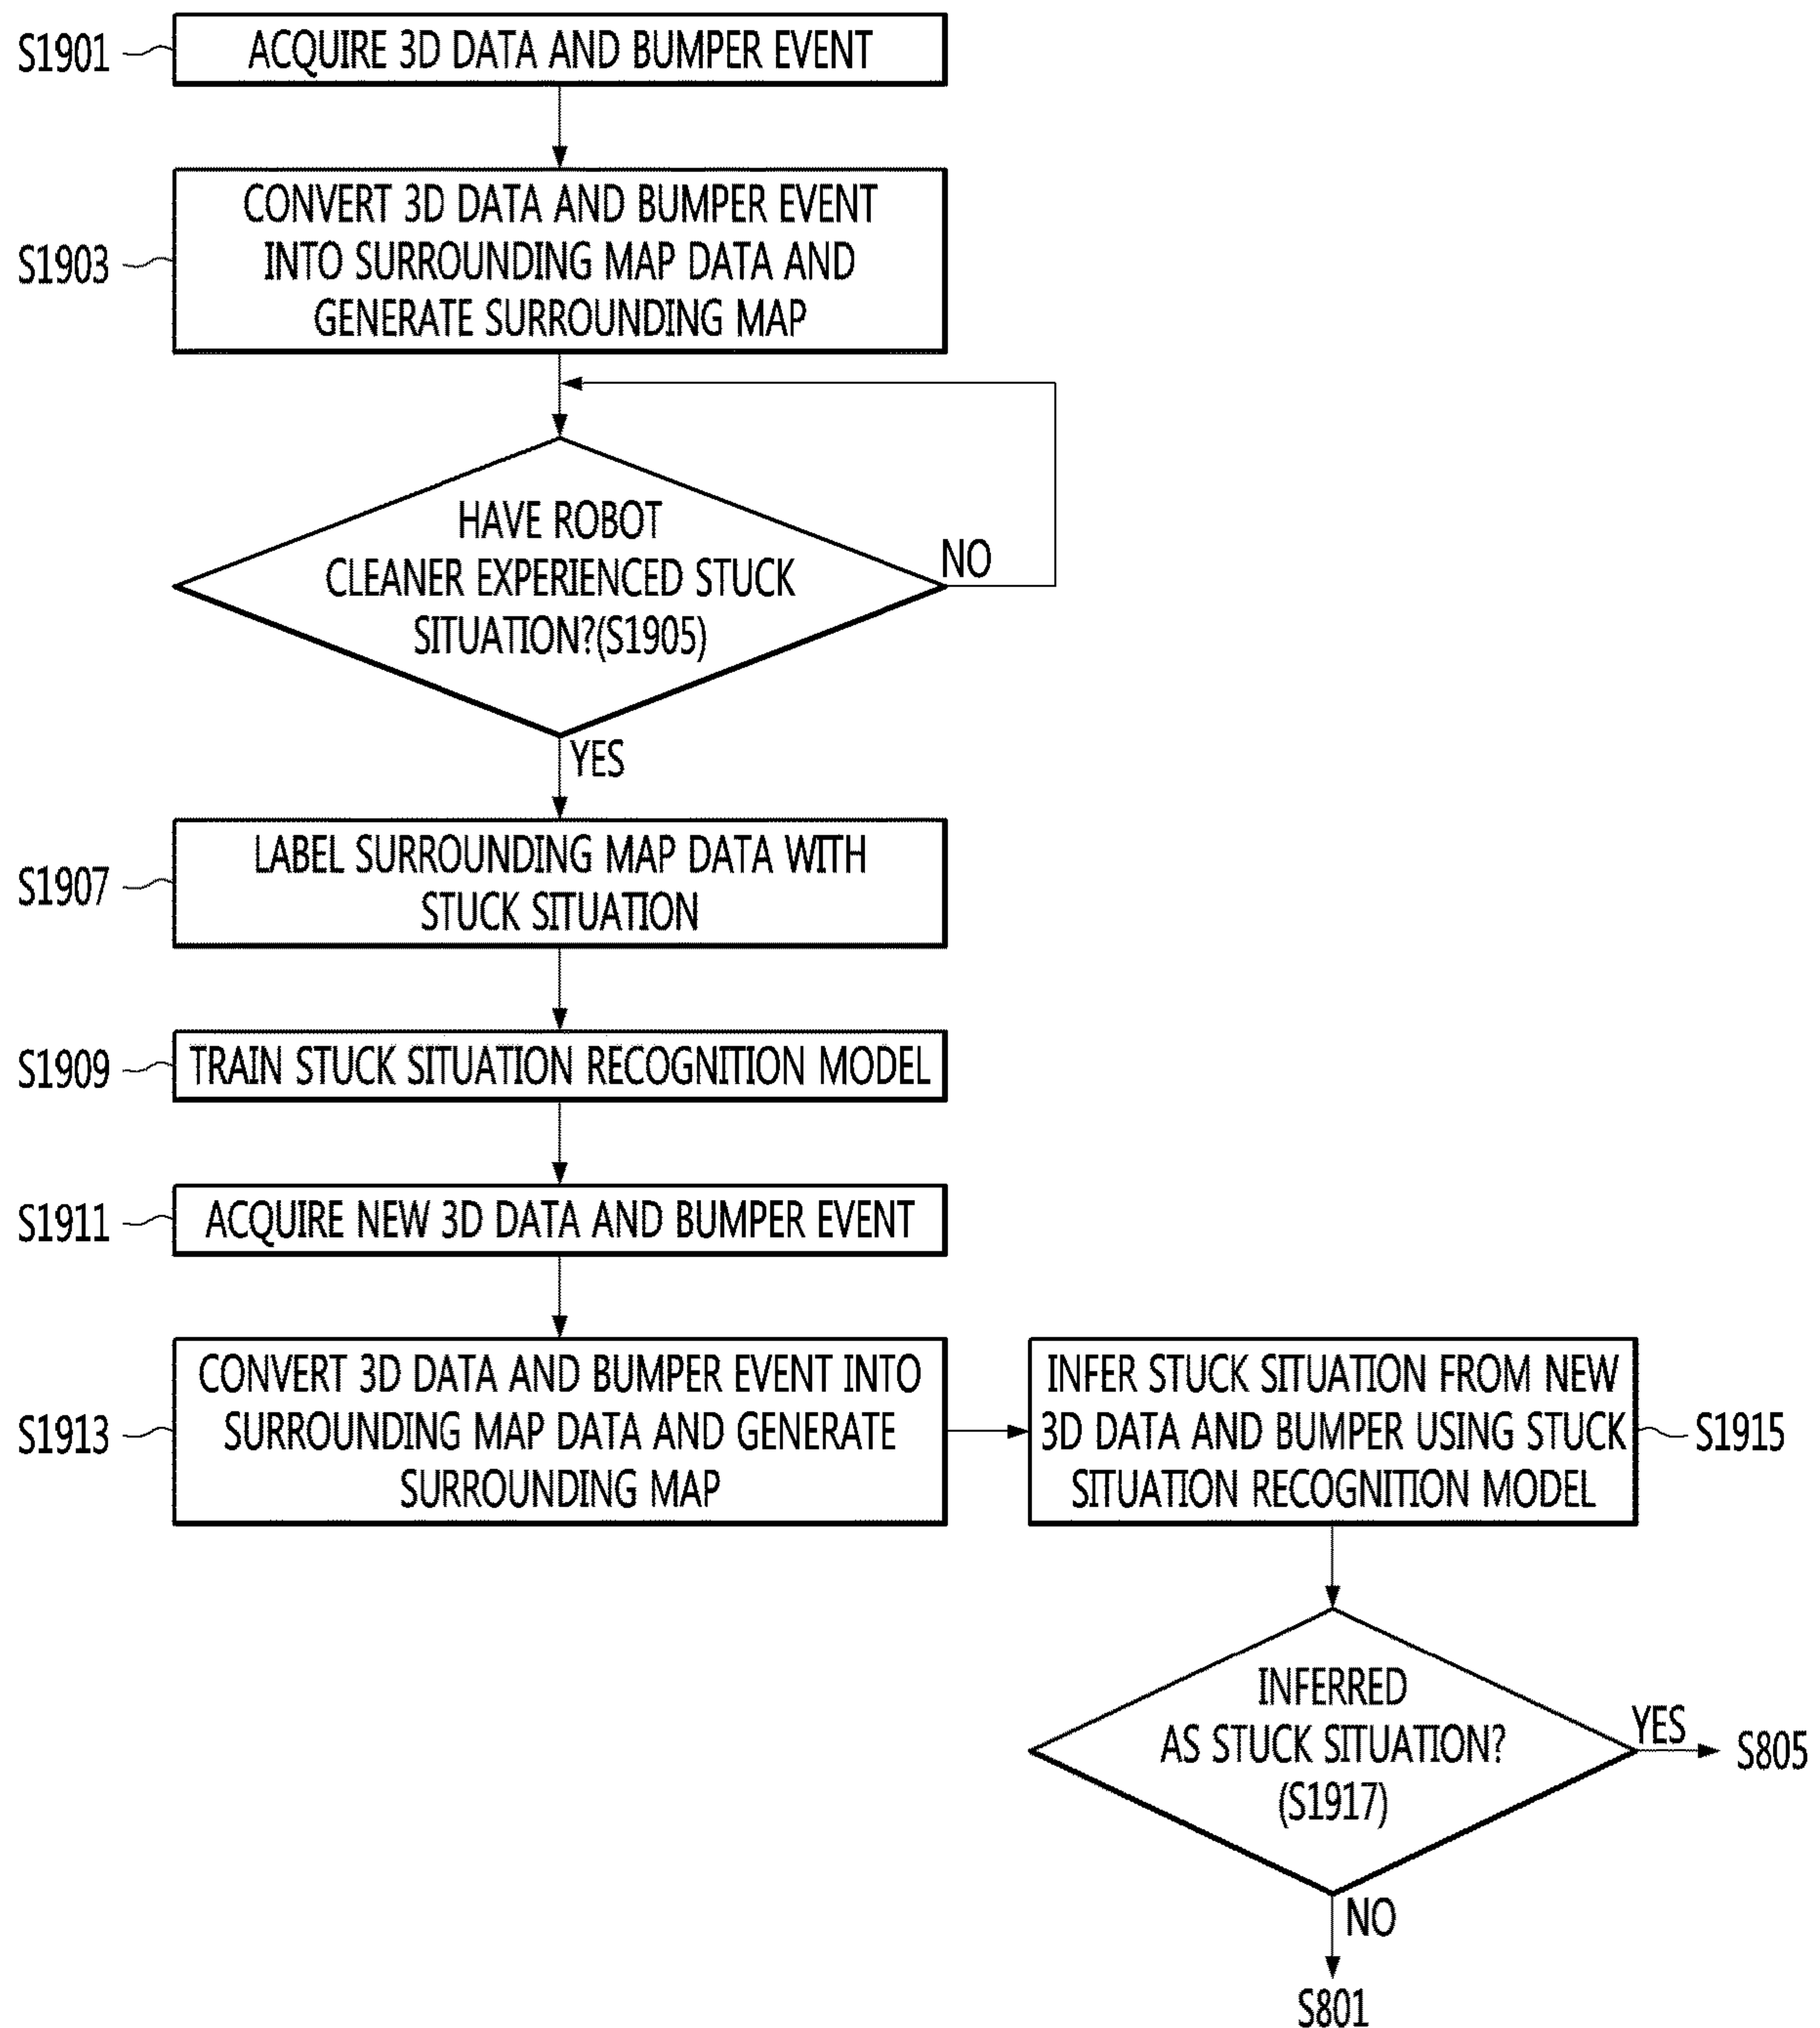 S1901
ACQUIRE 3D DATA AND BUMPER EVENT
S1903
CONVERT 3D DATA AND BUMPER EVENT
INTO SURROUNDING MAP DATA AND
GENERATE SURROUNDING MAP
HAVE ROBOT
CLEANER EXPERIENCED STUCK
SITUATION?(S1905)
NO
YES
S1907
LABEL SURROUNDING MAP DATA WITH
STUCK SITUATION
S1909
TRAIN STUCK SITUATION RECOGNITION MODEL
S1911
ACQUIRE NEW 3D DATA AND BUMPER EVENT
S1913
CONVERT 3D DATA AND BUMPER EVENT INTO
SURROUNDING MAP DATA AND GENERATE
SURROUNDING MAP
INFER STUCK SITUATION FROM NEW
3D DATA AND BUMPER USING STUCK
SITUATION RECOGNITION MODEL
S1915
INFERRED
AS STUCK SITUATION?
(S1917)
YES
S805
NO
S801